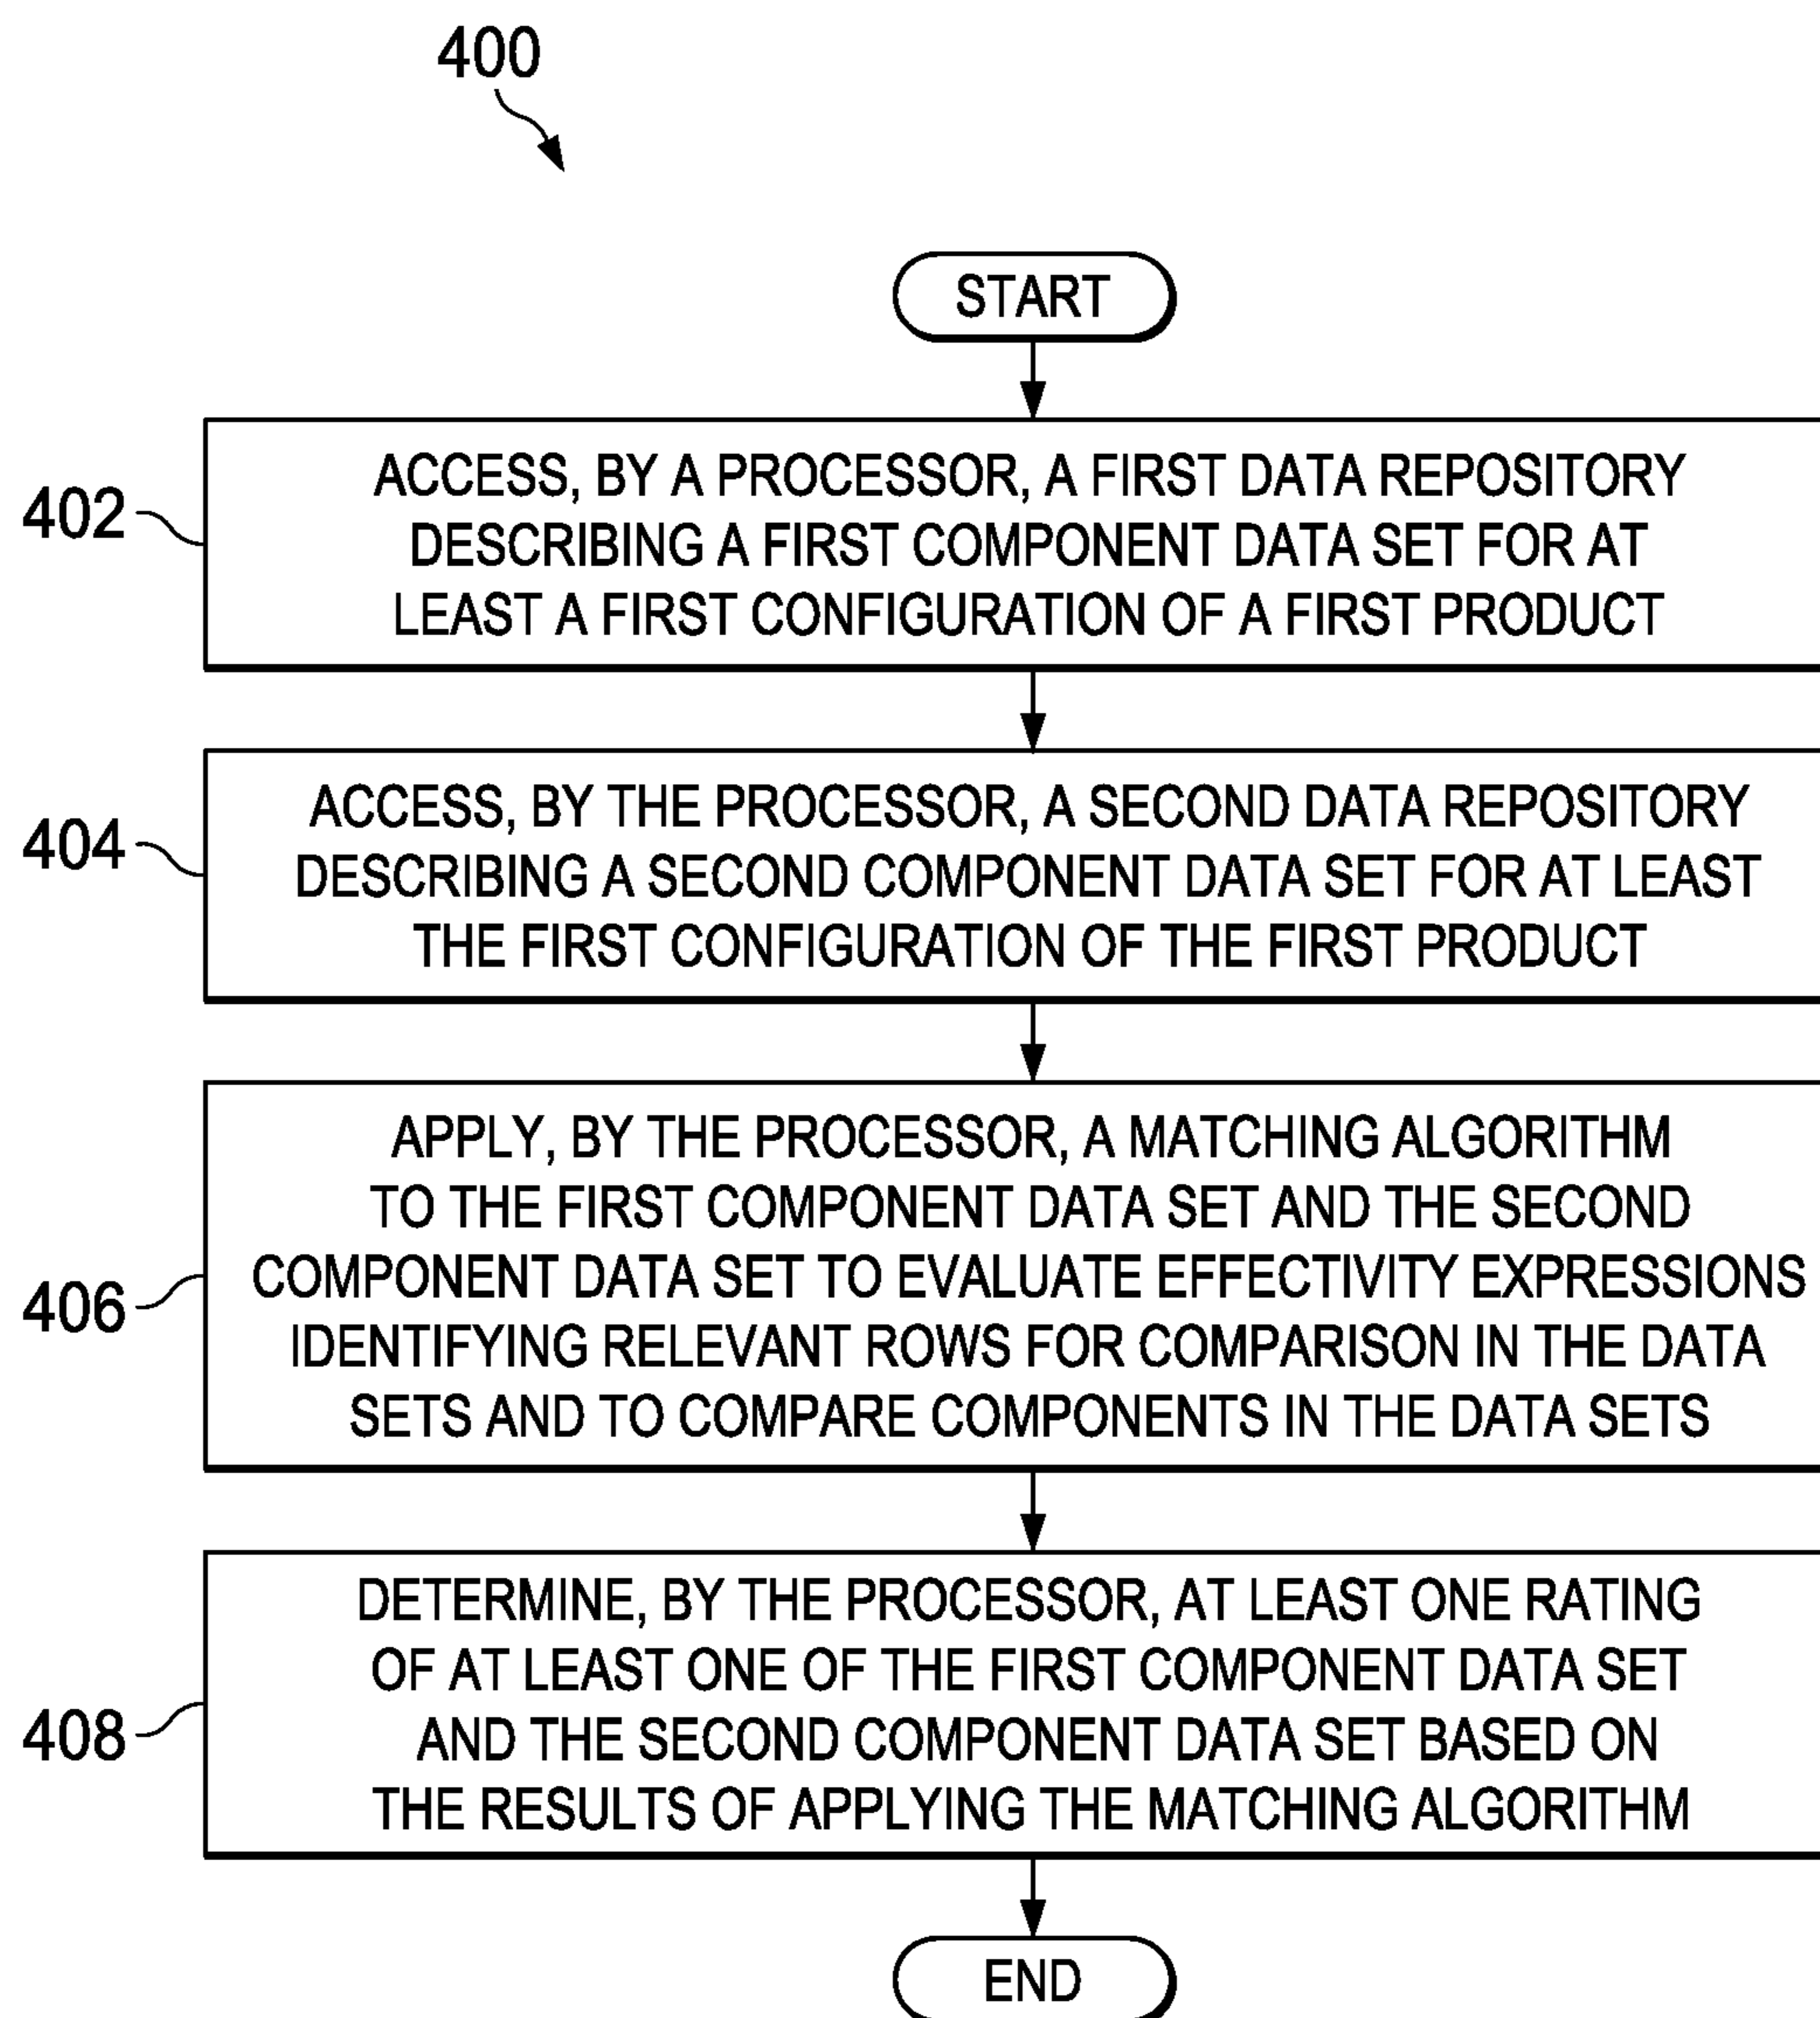 400
START
402
ACCESS, BY A PROCESSOR, A FIRST DATA REPOSITORY
DESCRIBING A FIRST COMPONENT DATA SET FOR AT
LEAST A FIRST CONFIGURATION OF A FIRST PRODUCT
404
ACCESS, BY THE PROCESSOR, A SECOND DATA REPOSITORY
DESCRIBING A SECOND COMPONENT DATA SET FOR AT LEAST
THE FIRST CONFIGURATION OF THE FIRST PRODUCT
406
APPLY, BY THE PROCESSOR, A MATCHING ALGORITHM
TO THE FIRST COMPONENT DATA SET AND THE SECOND
COMPONENT DATA SET TO EVALUATE EFFECTIVITY EXPRESSIONS
IDENTIFYING RELEVANT ROWS FOR COMPARISON IN THE DATA
SETS AND TO COMPARE COMPONENTS IN THE DATA SETS
408
DETERMINE, BY THE PROCESSOR, AT LEAST ONE RATING
OF AT LEAST ONE OF THE FIRST COMPONENT DATA SET
AND THE SECOND COMPONENT DATA SET BASED ON
THE RESULTS OF APPLYING THE MATCHING ALGORITHM
END